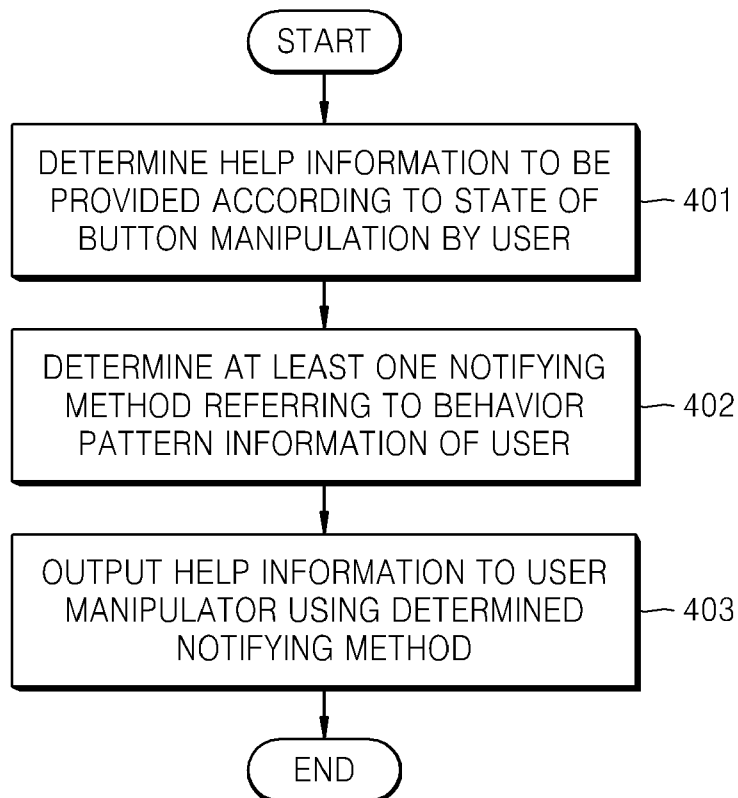 START
DETERMINE HELP INFORMATION TO BE
PROVIDED ACCORDING TO STATE OF
BUTTON MANIPULATION BY USER
401
DETERMINE AT LEAST ONE NOTIFYING
METHOD REFERRING TO BEHAVIOR
PATTERN INFORMATION OF USER
402
OUTPUT HELP INFORMATION TO USER
MANIPULATOR USING DETERMINED
NOTIFYING METHOD
403
END